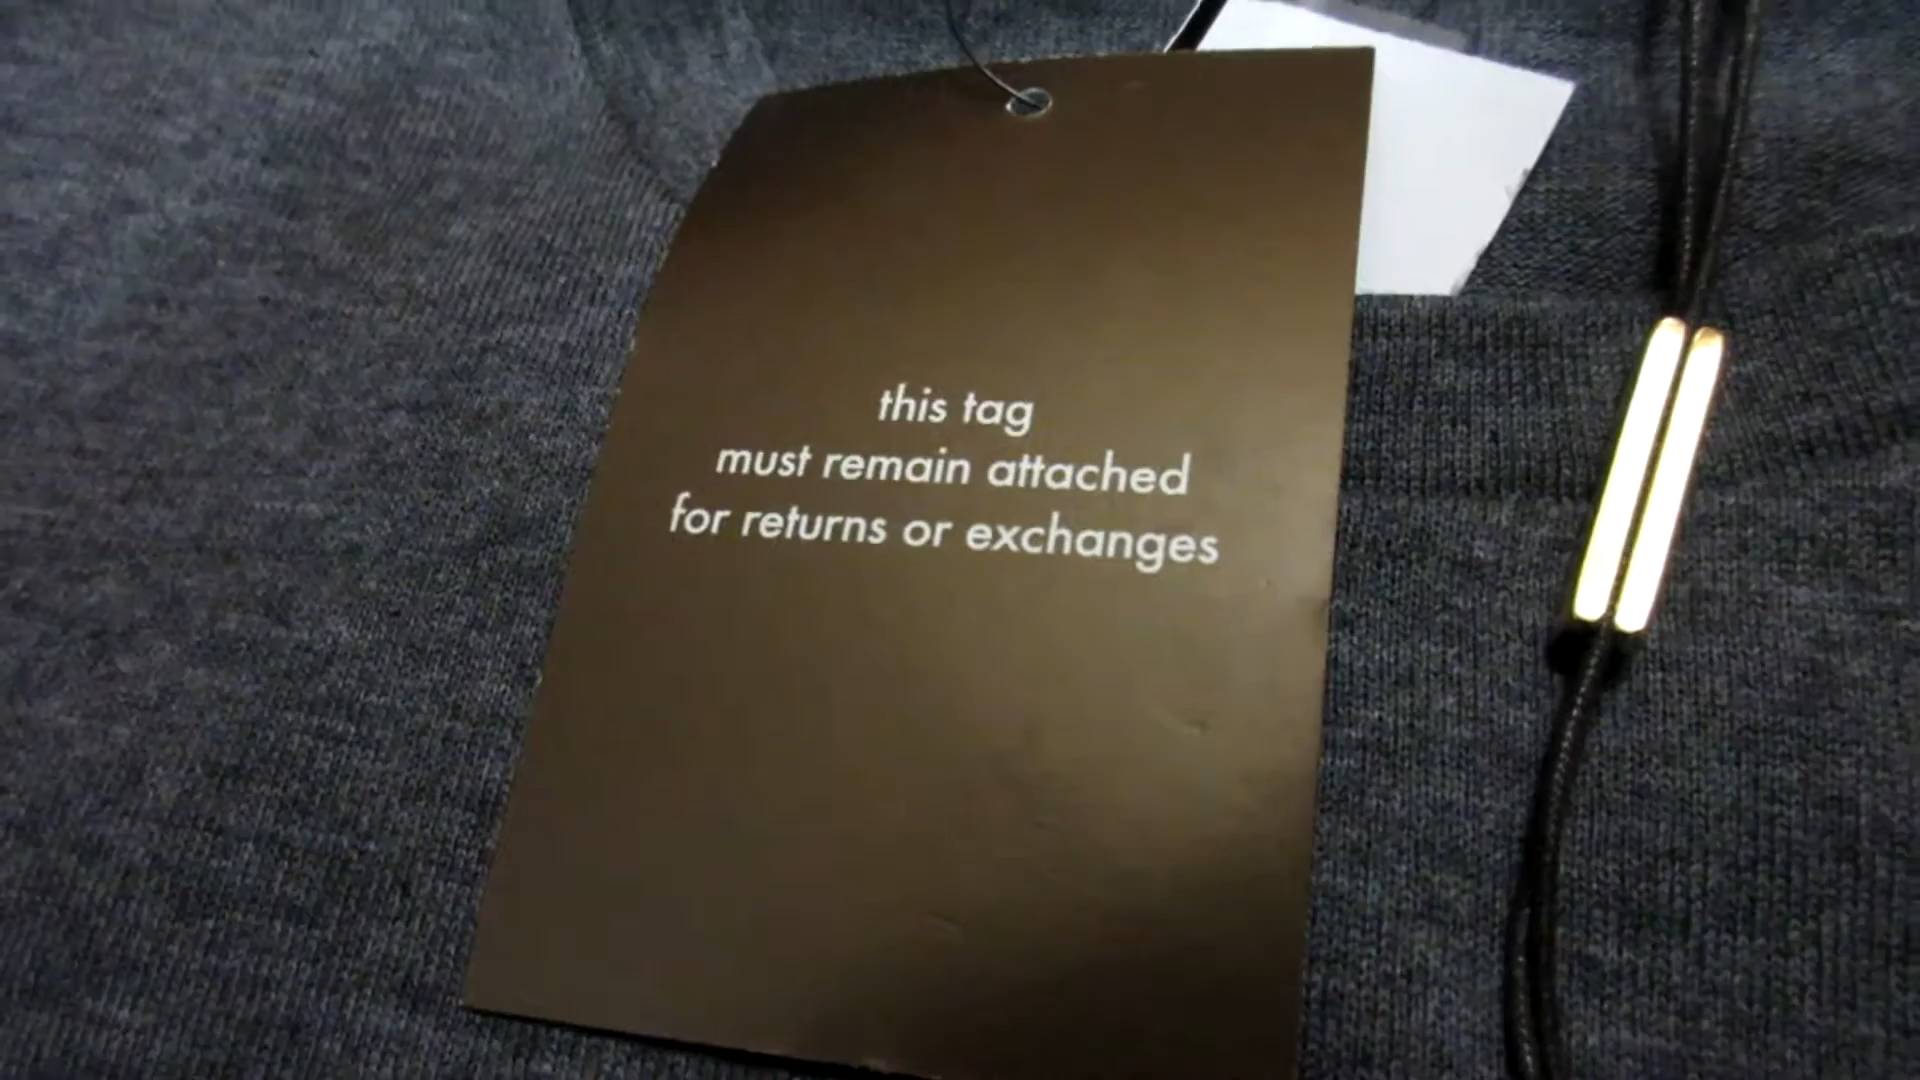 this tag
must remain attached
for returns or exchanges